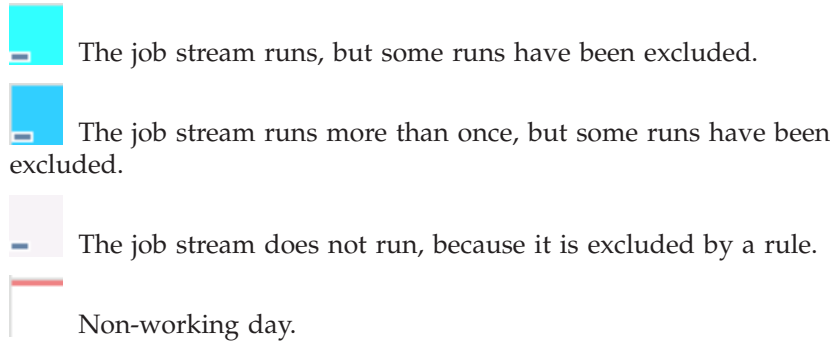 The job stream runs, but some runs have been excluded.
The job stream runs more than once, but some runs have been
excluded.
The job stream does not run, because it is excluded by a rule.
Non-working day.